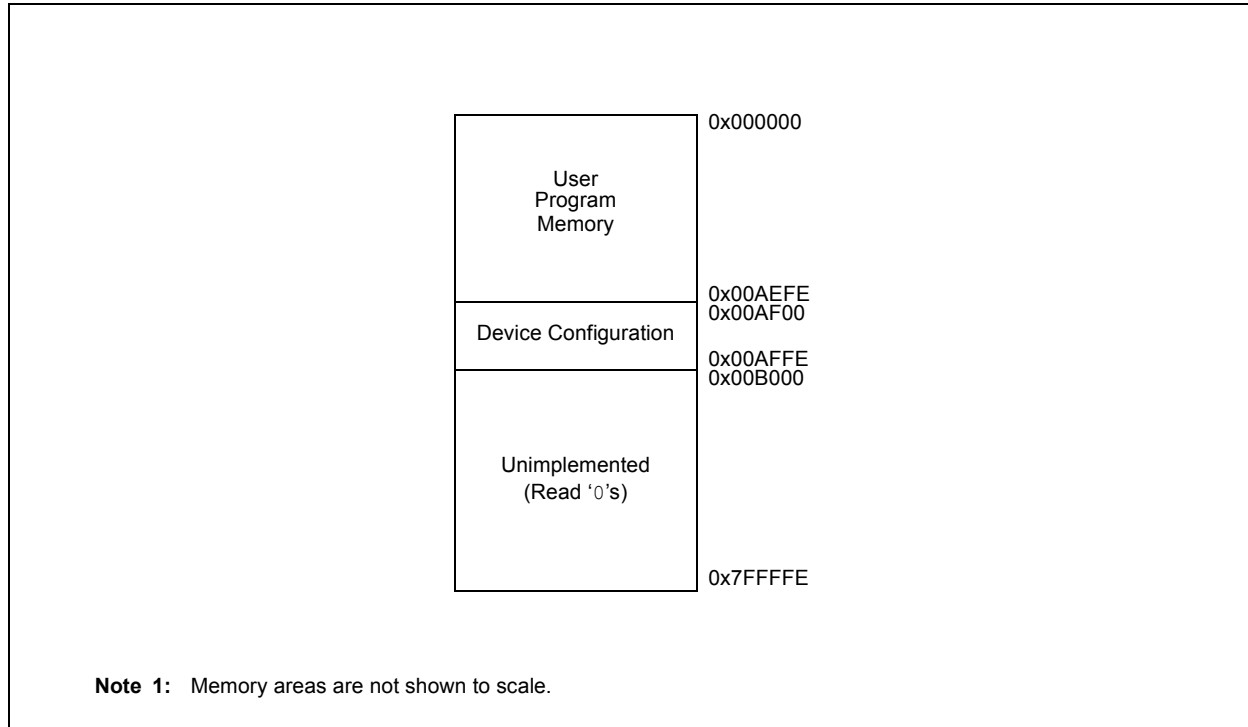 0x000000
User
Program
Memory
0x00AEFE
0x00AF00
Device Configuration
0x00AFFE
0x00B000
Unimplemented
(Read ‘0’s)
0x7FFFFE
Note 1: Memory areas are not shown to scale.